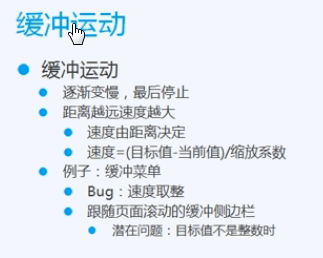 缓冲运动
缓冲运动
逐渐变慢，最后停止
距离越远速度越大
速度由距离决定
速度=(目标值-当前值)/缩放系数
例子：缓冲菜单
Bug：速度取整
跟随页面滚动的缓冲侧边栏
潜在问题：目标值不是整数时